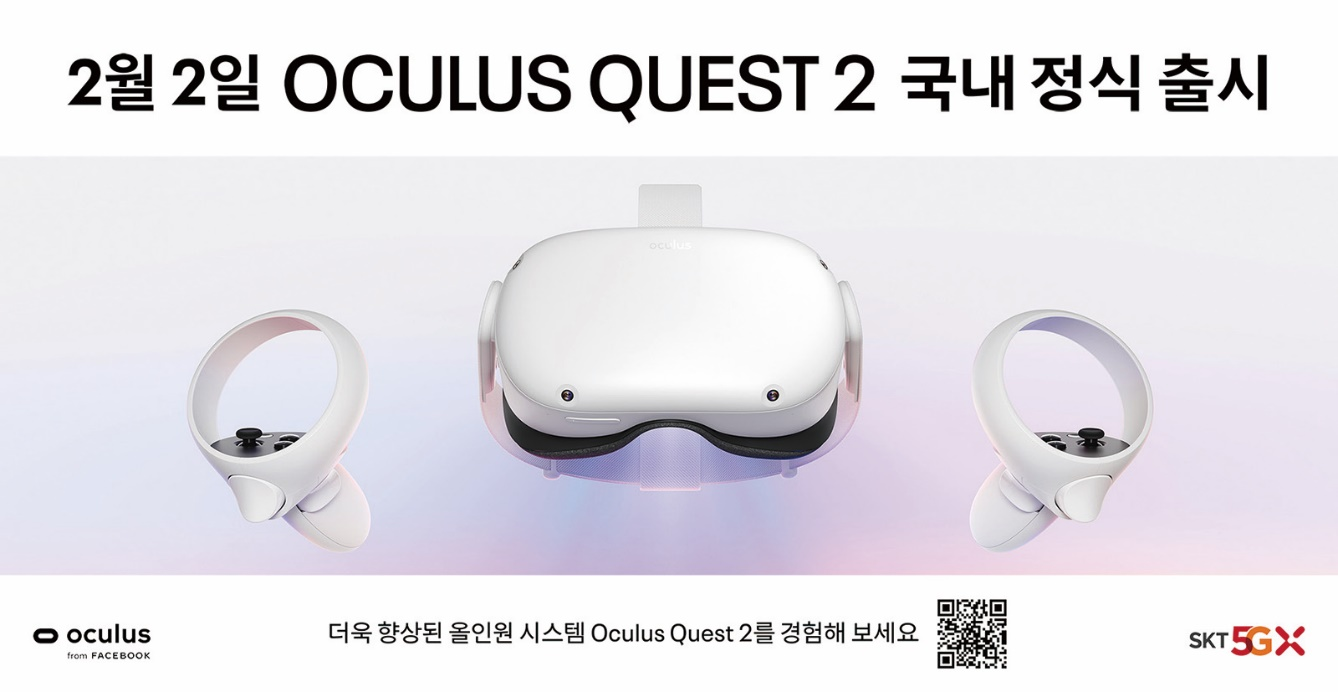 2월 2일 OCULUS QUEST 2 국내 정식 출시
oculus
oculus
from FACEBOOK
더욱 향상된 올인원 시스템 Oculus Quest 2를 경험해 보세요
SKT 5GX